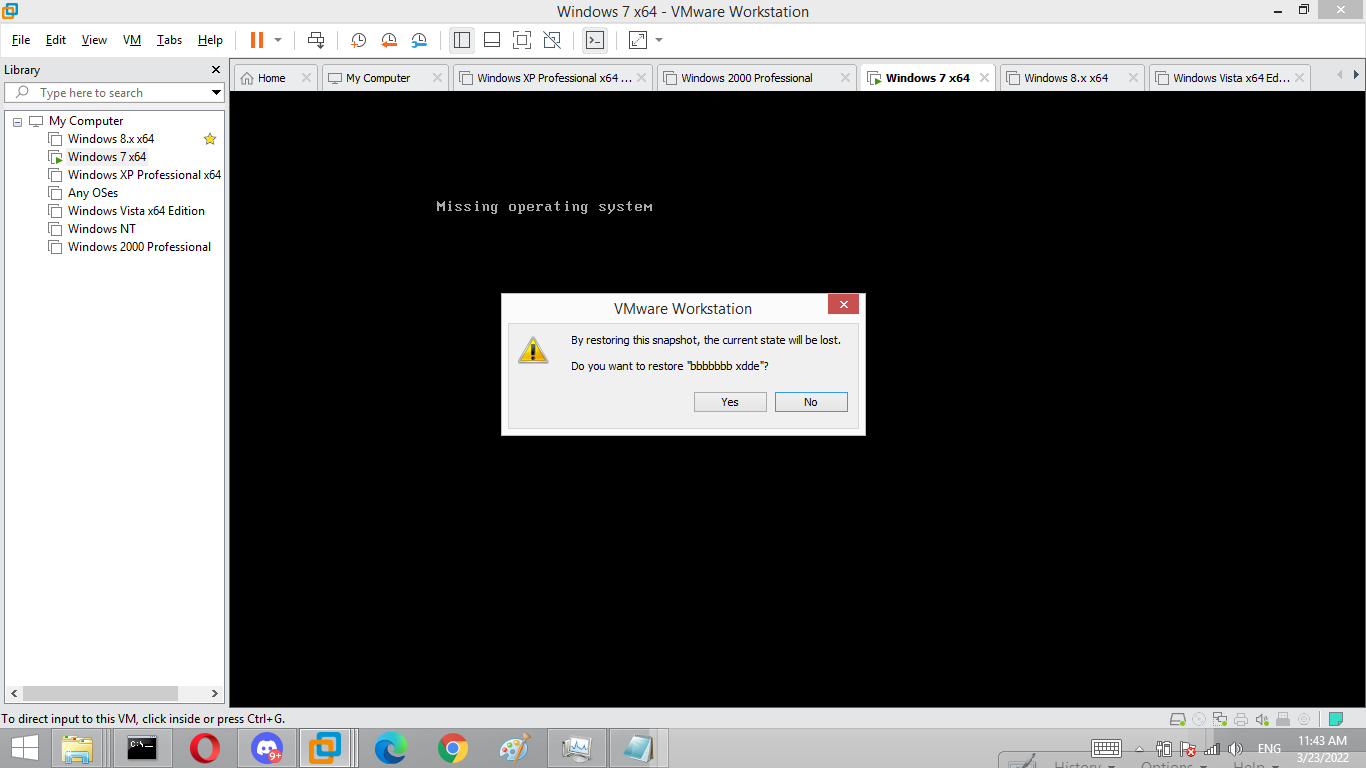 Windows 7 x64 - VMware Workstation
File Edit View VM Tabs Help
Library
Type here to search
Home
My Computer
Windows XP Professional x64 ...
Windows 2000 Professional
Windows 7 x64
Windows 8.x x64
Windows Vista x64 Ed...
My Computer
Windows 8.x x64
Windows 7 x64
Windows XP Professional x64
Any OSes
Windows Vista x64 Edition
Windows NT
Windows 2000 Professional
Missing operating system
VMware Workstation
By restoring this snapshot, the current state will be lost.
Do you want to restore "bbbbbbb xdde"?
Yes
No
To direct input to this VM, click inside or press Ctrl+G.
C:\_
9+
ENG
11:43 AM
3/23/2022
History Options Help